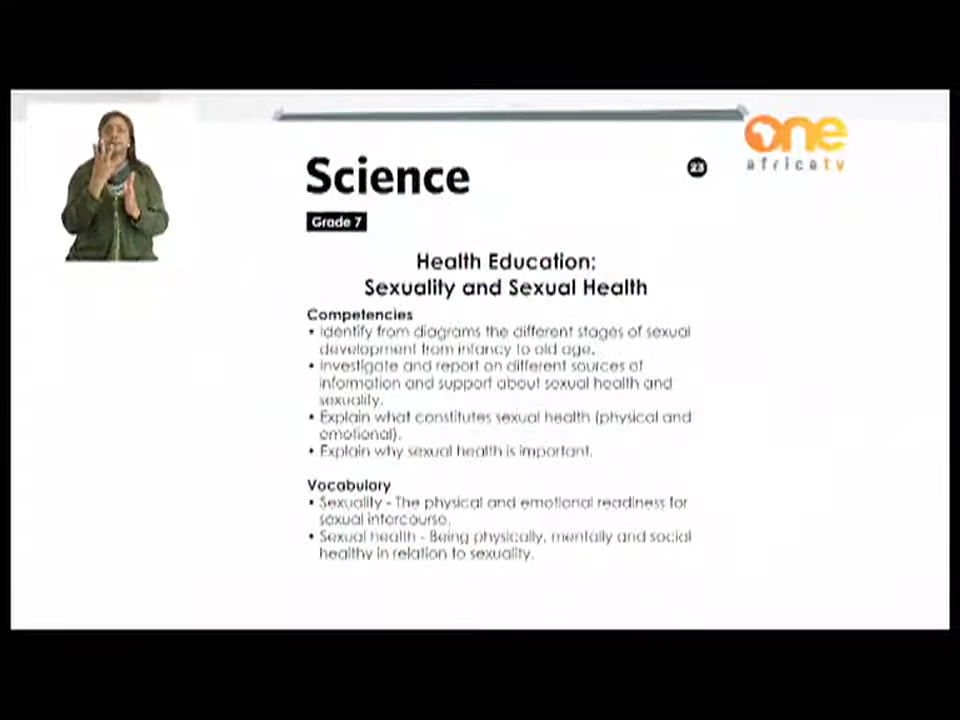 one
africa tv
Science
23
Grade 7
Health Education:
Sexuality and Sexual Health
Competencies
• Identify from diagrams the different stages of sexual
development from infancy to old age.
• Investigate and report on different sources of
information and support about sexual health and
sexuality.
• Explain what constitutes sexual health (physical and
emotional).
• Explain why sexual health is important.
Vocabulary
• Sexuality - The physical and emotional readiness for
sexual intercourse.
• Sexual health - Being physically, mentally and social
healthy in relation to sexuality.